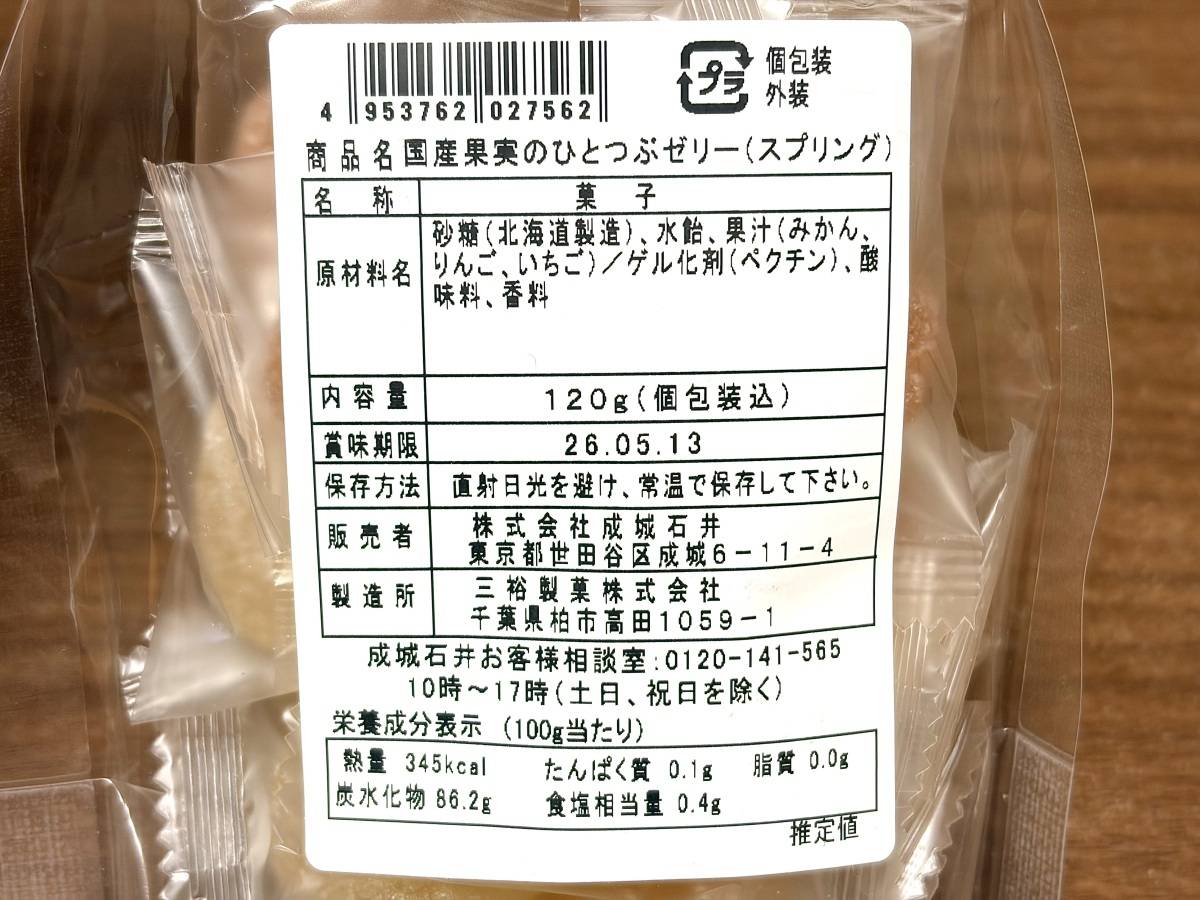 プラ 個包装
外装
4 953762 027562
商品名 国産果実のひとつぶゼリー(スプリング)
名称 菓子
原材料名 砂糖(北海道製造)、水飴、果汁(みかん、
りんご、いちご)/ゲル化剤(ペクチン)、酸
味料、香料
内容量 120g(個包装込)
賞味期限 26.05.13
保存方法 直射日光を避け、常温で保存して下さい。
販売者 株式会社成城石井
東京都世田谷区成城6-11-4
製造所 三裕製菓株式会社
千葉県柏市高田1059-1
成城石井お客様相談室:0120-141-565
10時~17時(土日、祝日を除く)
栄養成分表示 (100g当たり)
熱量 345kcal たんぱく質 0.1g 脂質 0.0g
炭水化物 86.2g 食塩相当量 0.4g
推定値